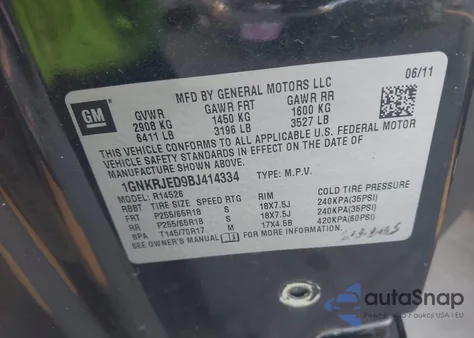 MFD BY GENERAL MOTORS LLC
06/11
GM
GVWR GAWR FRT GAWR RR
2908 KG 1450 KG 1600 KG
6411 LB 3196 LB 3527 LB
THIS VEHICLE CONFORMS TO ALL APPLICABLE U.S. FEDERAL MOTOR
VEHICLE SAFETY STANDARDS IN EFFECT ON THE DATE OF
MANUFACTURE SHOWN ABOVE.
1GNKRJED9BJ414334 TYPE: M.P.V.
MODEL: R14526
RBBT TIRE SIZE SPEED RTG RIM COLD TIRE PRESSURE
FRT P255/65R18 S 18X7.5J 240KPA(35PSI)
RR P255/65R18 S 18X7.5J 240KPA(35PSI)
SPA T145/70R17 M 17X4.5B 420KPA(60PSI)
SEE OWNER'S MANUAL FOR MORE INFORMATION.
autaSnap
z aukcji USA i EU